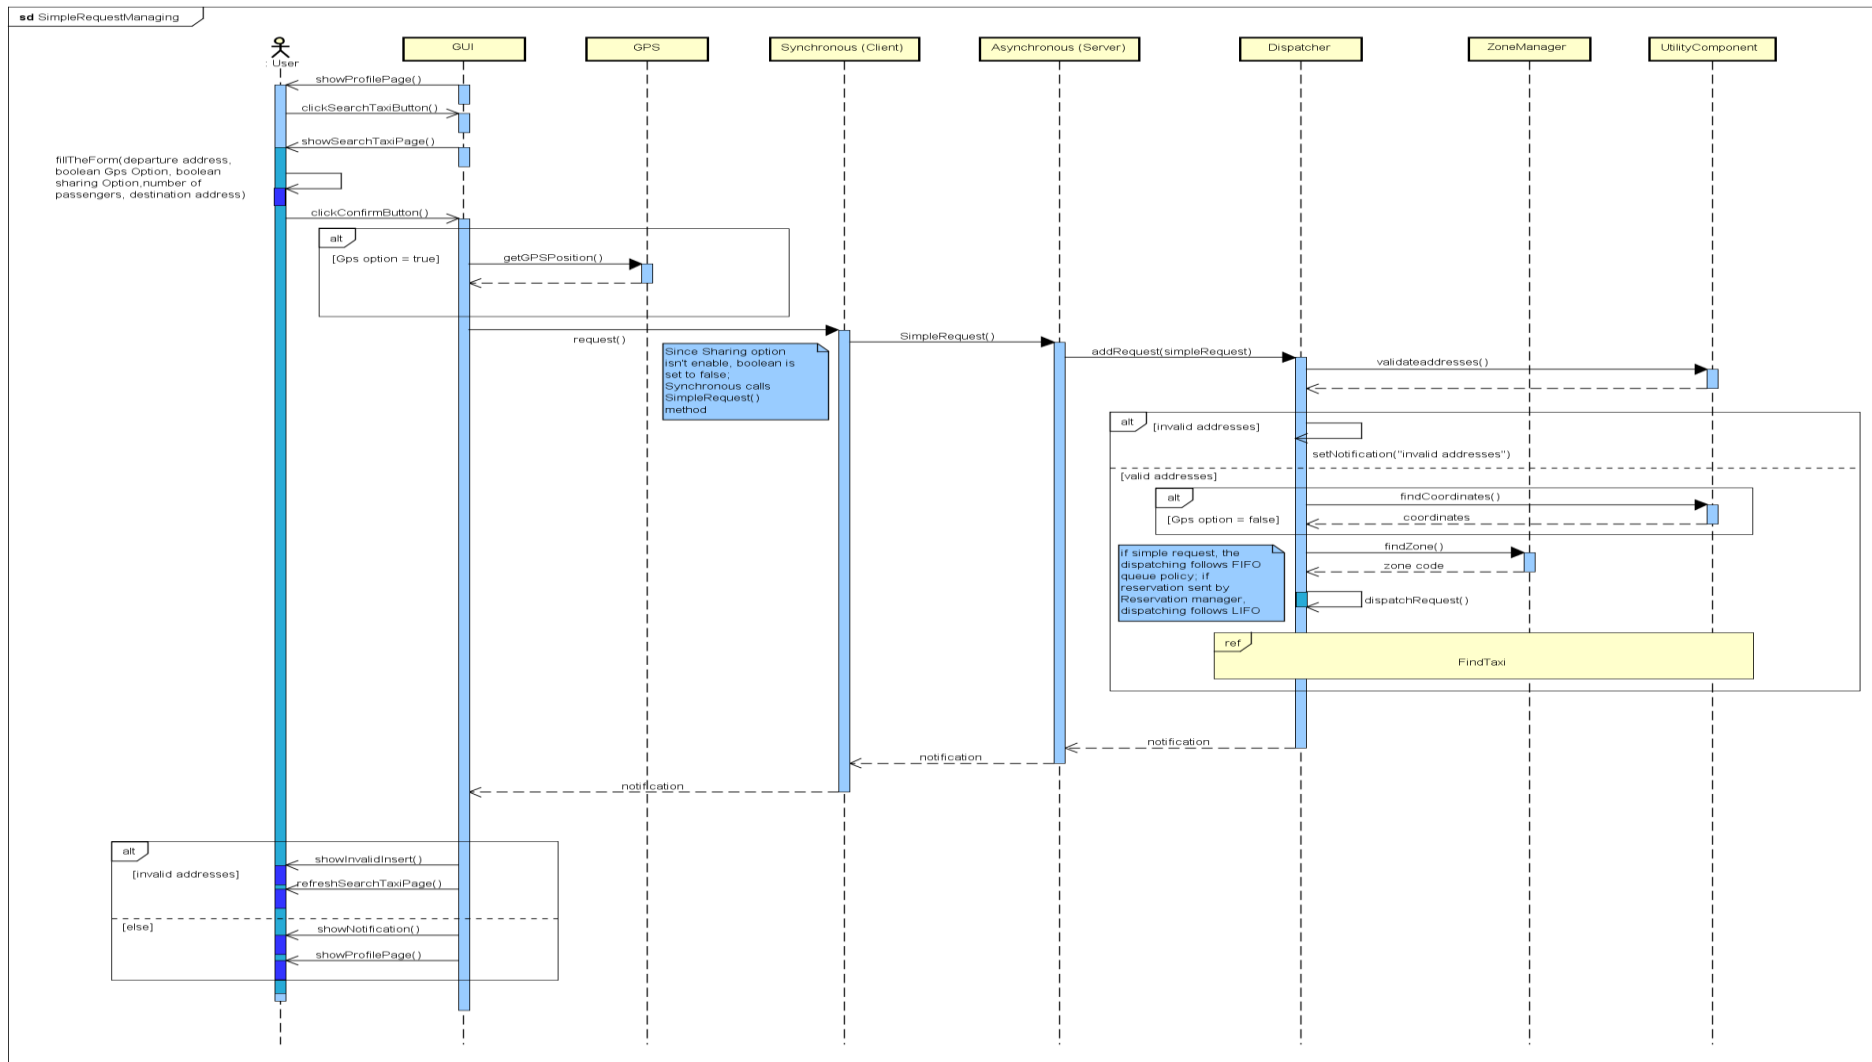 sd SimpleRequestManaging
: User
GUI
GPS
Synchronous (Client)
Asynchronous (Server)
Dispatcher
ZoneManager
UtilityComponent
showProfilePage()
clickSearchTaxiButton()
showSearchTaxiPage()
fillTheForm(departure address,
boolean Gps Option, boolean
sharing Option,number of
passengers, destination address)
clickConfirmButton()
alt
[Gps option = true]
getGPSPosition()
request()
Since Sharing option
isn't enable, boolean is
set to false;
Synchronous calls
SimpleRequest()
method
SimpleRequest()
addRequest(simpleRequest)
validateaddresses()
alt
[invalid addresses]
setNotification("invalid addresses")
[valid addresses]
alt
[Gps option = false]
findCoordinates()
coordinates
if simple request, the
dispatching follows FIFO
queue policy; if
reservation sent by
Reservation manager,
dispatching follows LIFO
findZone()
zone code
dispatchRequest()
ref
FindTaxi
notification
notification
notification
alt
[invalid addresses]
showInvalidInsert()
refreshSearchTaxiPage()
[else]
showNotification()
showProfilePage()